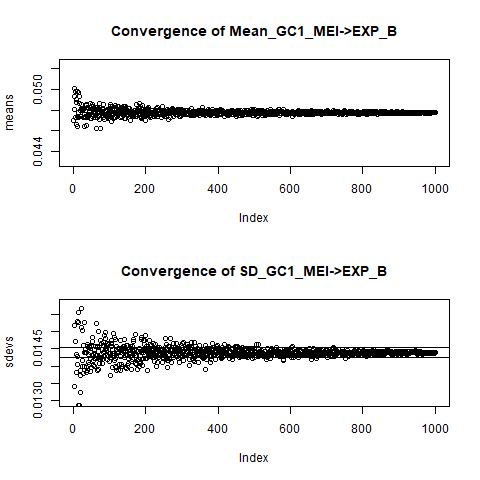 Convergence of Mean_GC1_MEI->EXP_B
means
0.050
0.044
0 200 400 600 800 1000
Index
Convergence of SD_GC1_MEI->EXP_B
sdevs
0.0145
0.0130
0 200 400 600 800 1000
Index